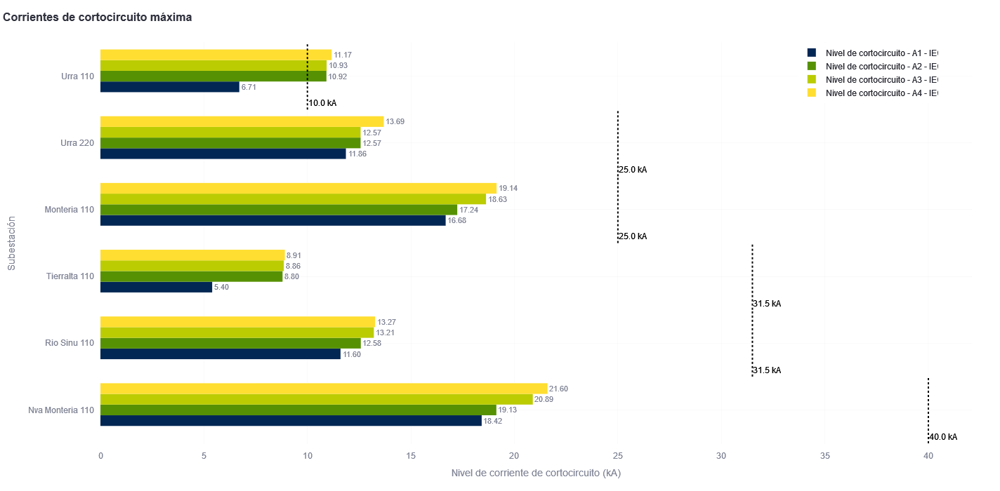 Corrientes de cortocircuito máxima
Nivel de cortocircuito - A1 - IE
Nivel de cortocircuito - A2 - IE
Nivel de cortocircuito - A3 - IE
Nivel de cortocircuito - A4 - IE
Subestación
Urra 110
11.17
10.93
10.92
6.71
10.0 kA
Urra 220
13.69
12.57
12.57
11.86
25.0 kA
Monteria 110
19.14
18.63
17.24
16.68
25.0 kA
Tierralta 110
8.91
8.86
8.80
5.40
31.5 kA
Rio Sinu 110
13.27
13.21
12.58
11.60
31.5 kA
Nva Monteria 110
21.60
20.89
19.13
18.42
40.0 kA
0 5 10 15 20 25 30 35 40
Nivel de corriente de cortocircuito (kA)